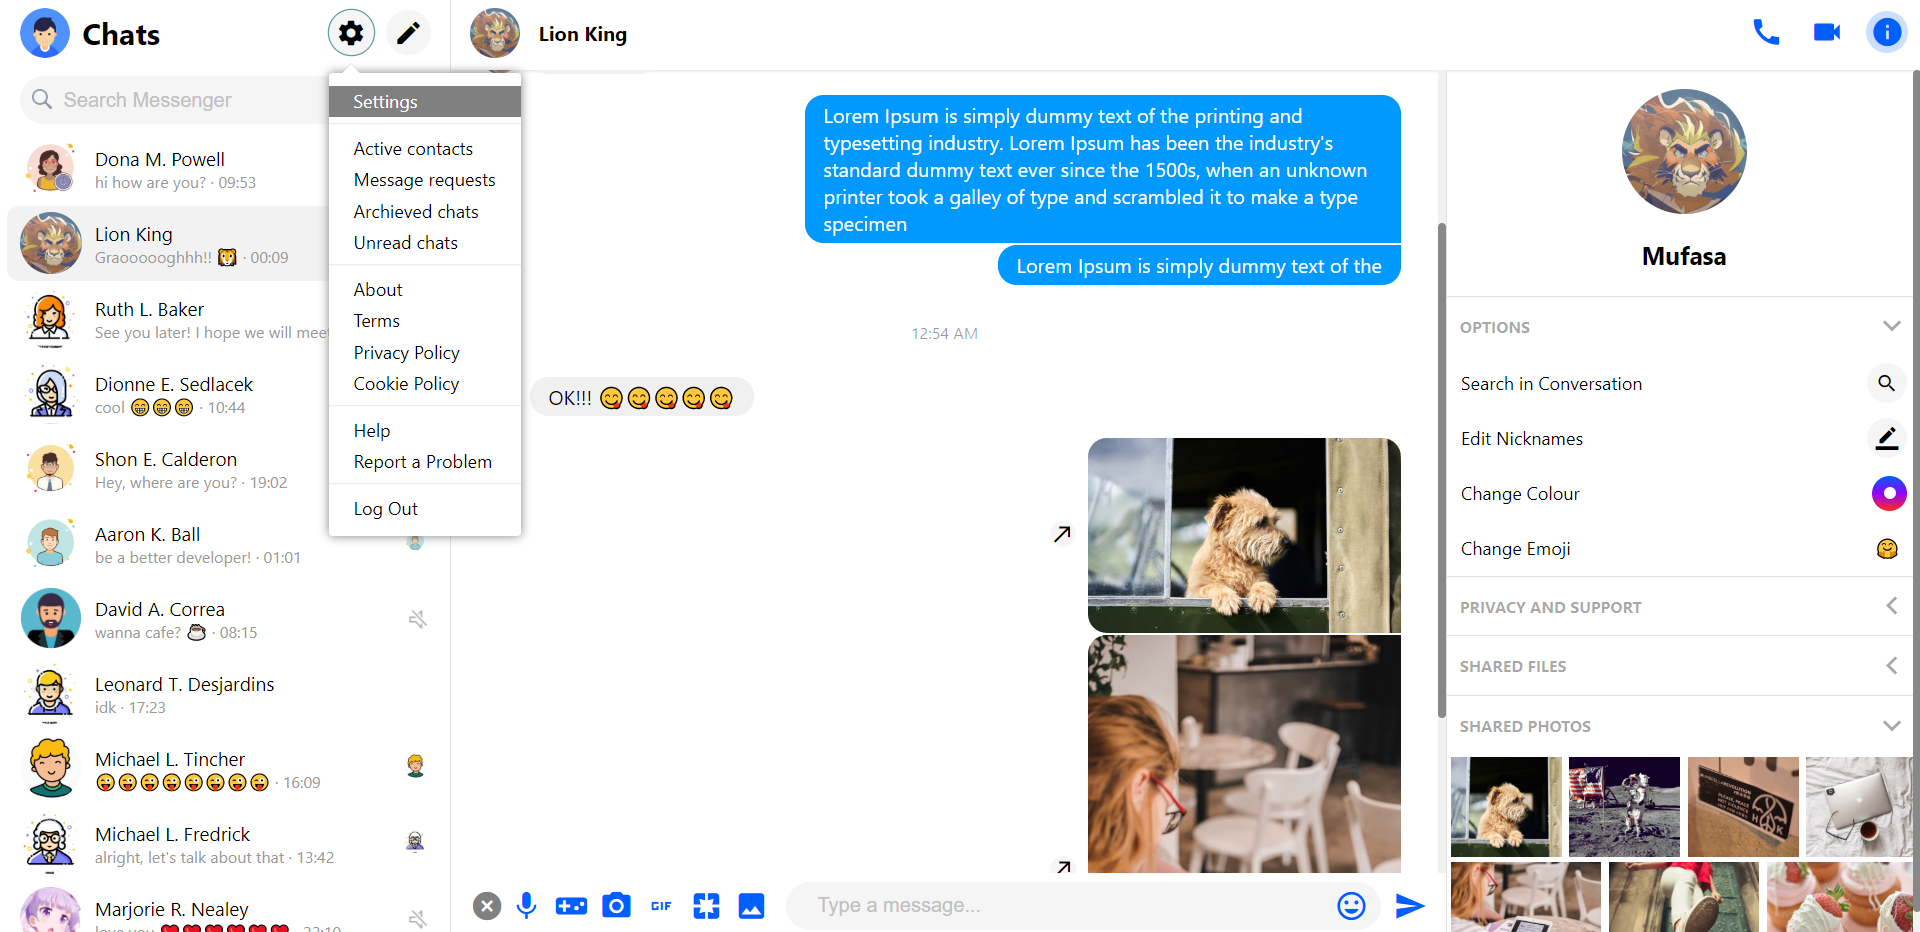 Chats
Search Messenger
Dona M. Powell
hi how are you? · 09:53
Lion King
Graoooooghhh!! 🦁 · 00:09
Ruth L. Baker
See you later! I hope we will meet
Dionne E. Sedlacek
cool 😁😁😁 · 10:44
Shon E. Calderon
Hey, where are you? · 19:02
Aaron K. Ball
be a better developer! · 01:01
David A. Correa
wanna cafe? ☕ · 08:15
Leonard T. Desjardins
idk · 17:23
Michael L. Tincher
😜😜😜😜😜😜😜😜 · 16:09
Michael L. Fredrick
alright, let's talk about that · 13:42
Marjorie R. Nealey
love you ❤❤❤❤❤❤ · 22:10
Settings
Active contacts
Message requests
Archieved chats
Unread chats
About
Terms
Privacy Policy
Cookie Policy
Help
Report a Problem
Log Out
Lion King
Lorem Ipsum is simply dummy text of the printing and
typesetting industry. Lorem Ipsum has been the industry's
standard dummy text ever since the 1500s, when an unknown
printer took a galley of type and scrambled it to make a type
specimen
Lorem Ipsum is simply dummy text of the
12:54 AM
OK!!! 😋😋😋😋😋
GIF
Type a message...
Mufasa
OPTIONS
Search in Conversation
Edit Nicknames
Change Colour
Change Emoji
PRIVACY AND SUPPORT
SHARED FILES
SHARED PHOTOS